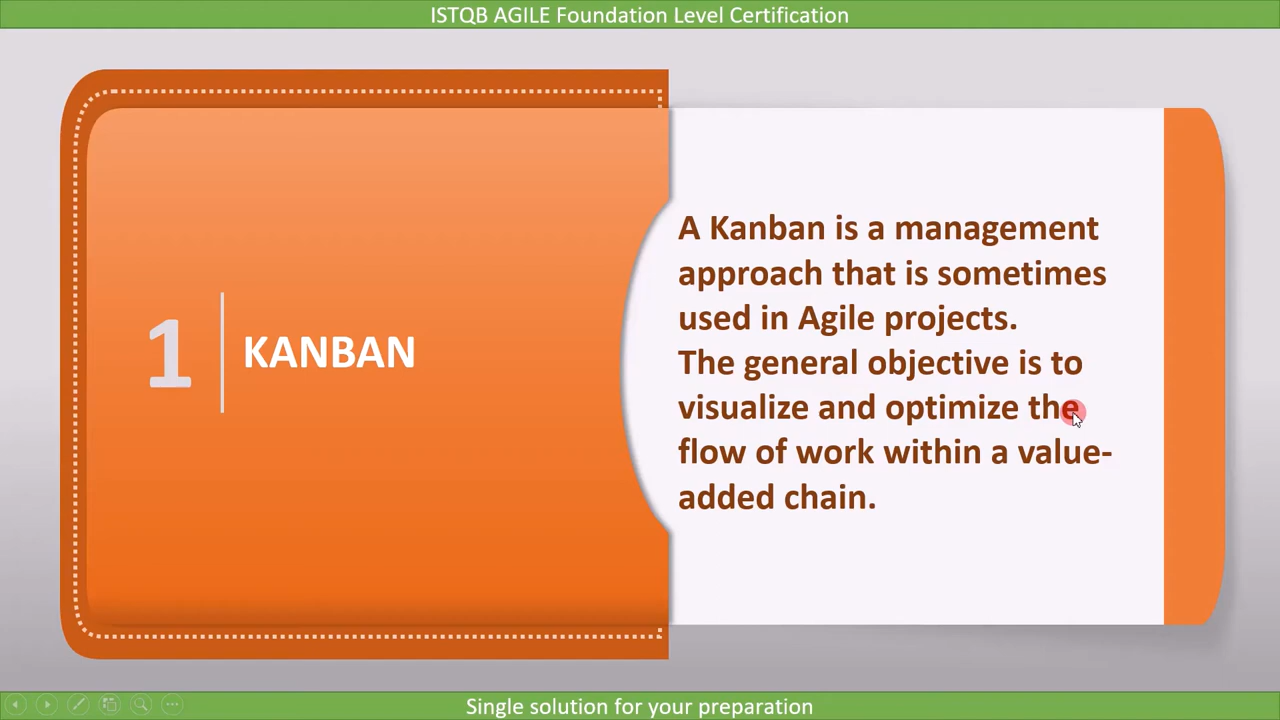 ISTQB AGILE Foundation Level Certification
1
KANBAN
A Kanban is a management
approach that is sometimes
used in Agile projects.
The general objective is to
visualize and optimize the
flow of work within a value-
added chain.
Single solution for your preparation